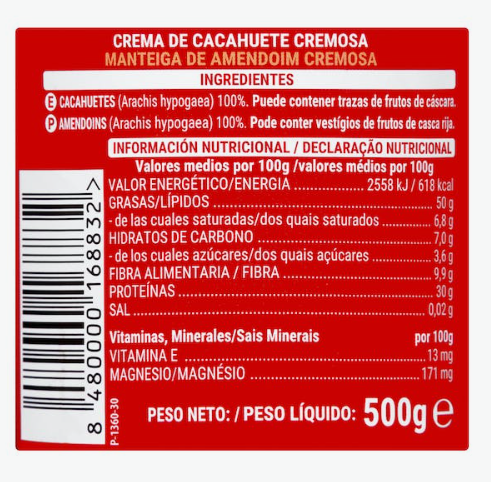 CREMA DE CACAHUETE CREMOSA
MANTEIGA DE AMENDOIM CREMOSA
INGREDIENTES
E CACAHUETES (Arachis hypogaea) 100%. Puede contener trazas de frutos de cáscara.
P AMENDOINS (Arachis hypogaea) 100%. Pode conter vestígios de frutos de casca rija.
INFORMACIÓN NUTRICIONAL / DECLARAÇÃO NUTRICIONAL
Valores medios por 100g /valores médios por 100g
VALOR ENERGÉTICO/ENERGIA ............... 2558 kJ / 618 kcal
GRASAS/LÍPIDOS ............... 50 g
- de las cuales saturadas/dos quais saturados ............... 6,8 g
HIDRATOS DE CARBONO ............... 7,0 g
- de los cuales azúcares/dos quais açúcares ............... 3,6 g
FIBRA ALIMENTARIA / FIBRA ............... 9,9 g
PROTEÍNAS ............... 30 g
SAL ............... 0,02 g
Vitaminas, Minerales/Sais Minerais por 100g
VITAMINA E ............... 13 mg
MAGNESIO/MAGNÉSIO ............... 171 mg
PESO NETO: / PESO LÍQUIDO: 500g e
8 480000 168832 >
P-1360-30